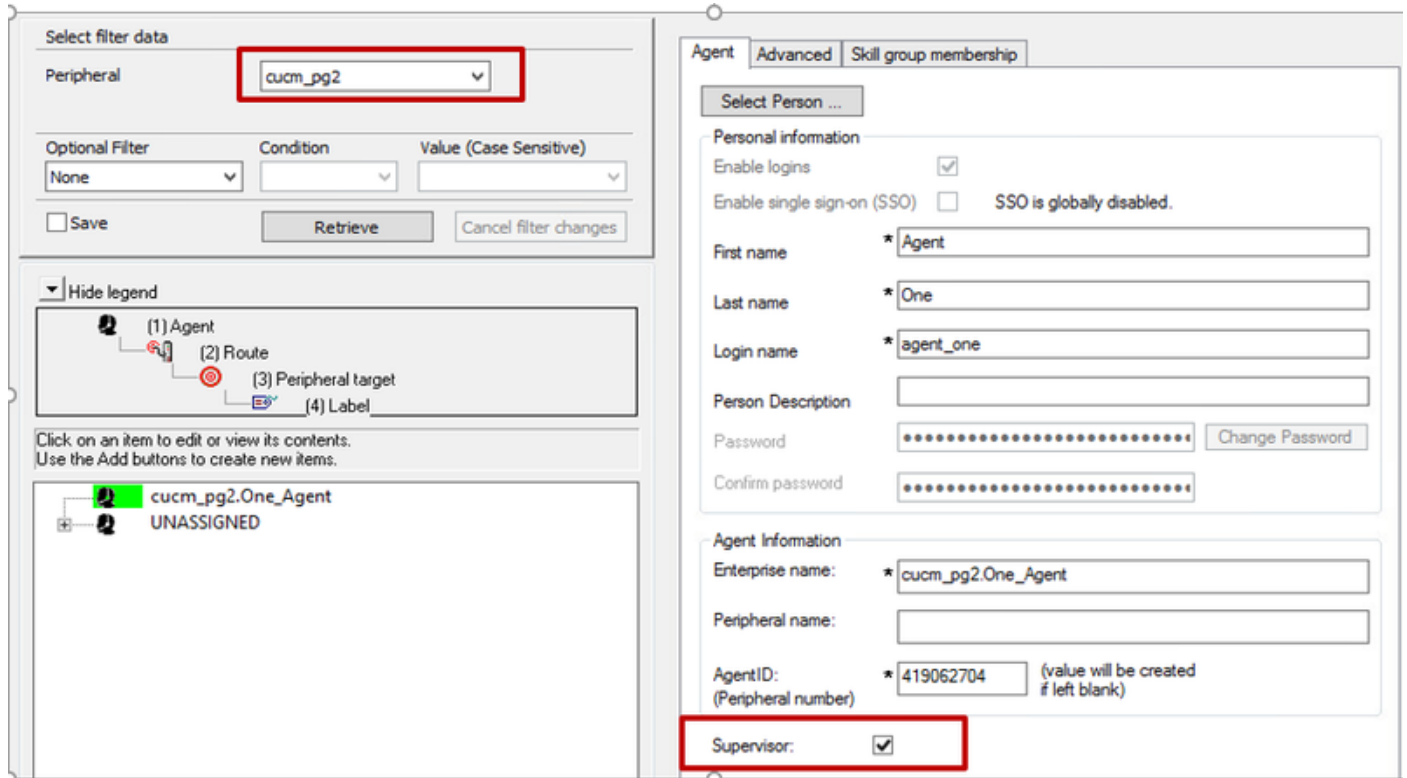 Select filter data
Peripheral
cucm_pg2
Optional Filter
Condition
Value (Case Sensitive)
None
Save
Retrieve
Cancel filter changes
Hide legend
(1) Agent
(2) Route
(3) Peripheral target
(4) Label
Click on an item to edit or view its contents.
Use the Add buttons to create new items.
cucm_pg2.One_Agent
UNASSIGNED
Agent
Advanced
Skill group membership
Select Person ...
Personal information
Enable logins
Enable single sign-on (SSO)
SSO is globally disabled.
First name
* Agent
Last name
* One
Login name
* agent_one
Person Description
Password
Change Password
Confirm password
Agent Information
Enterprise name:
* cucm_pg2.One_Agent
Peripheral name:
AgentID:
(Peripheral number)
* 419062704
(value will be created
if left blank)
Supervisor: